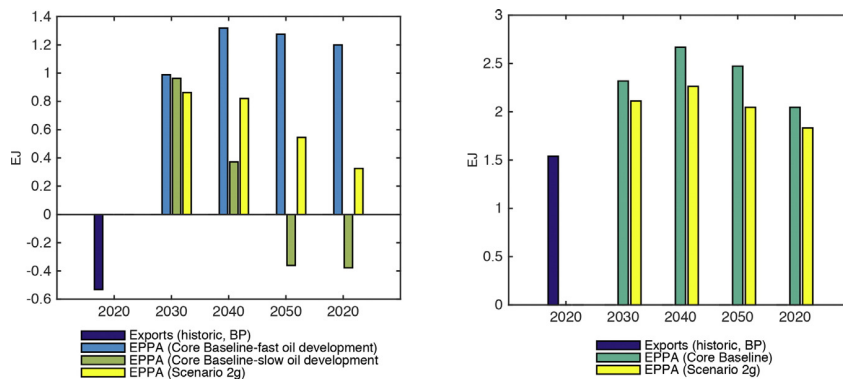 1.4
1.2
1
0.8
0.6
0.4
0.2
0
-0.2
-0.4
-0.6
EJ
2020 2030 2040 2050 2020
Exports (historic, BP)
EPPA (Core Baseline-fast oil development)
EPPA (Core Baseline-slow oil development
EPPA (Scenario 2g)
3
2.5
2
1.5
1
0.5
0
EJ
2020 2030 2040 2050 2020
Exports (historic, BP)
EPPA (Core Baseline)
EPPA (Scenario 2g)